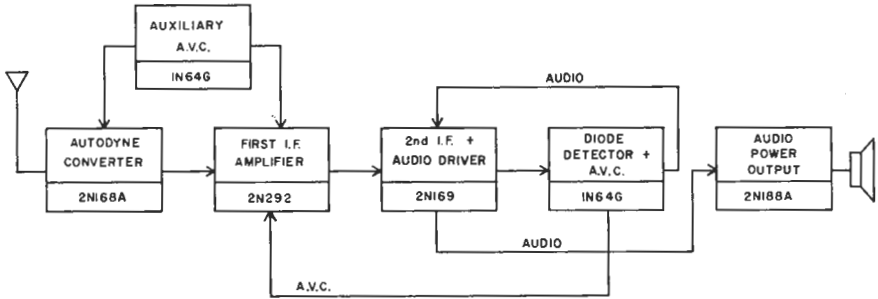 AUXILIARY
A.V.C.
1N64G
AUDIO
AUTODYNE
CONVERTER
2N168A
FIRST I.F.
AMPLIFIER
2N292
2nd I.F. +
AUDIO DRIVER
2N169
DIODE
DETECTOR +
A.V.C.
1N64G
AUDIO
POWER
OUTPUT
2N188A
AUDIO
A.V.C.